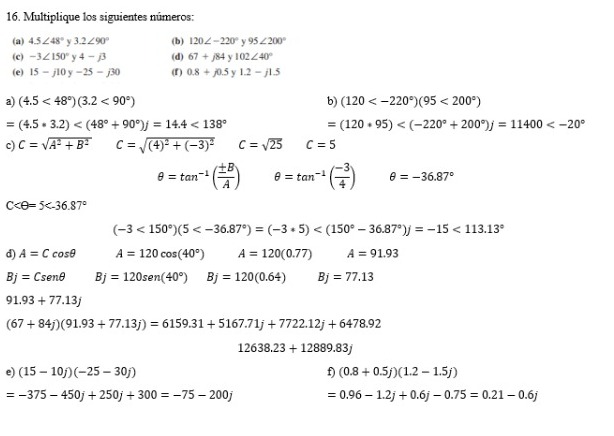 16. Multiplique los siguientes números:
(a) 4.5∠48° y 3.2∠90° (b) 120∠−220° y 95∠200°
(c) −3∠150° y 4 − j3 (d) 67 + j84 y 102∠40°
(e) 15 − j10 y −25 − j30 (f) 0.8 + j0.5 y 1.2 − j1.5
a) (4.5 < 48°)(3.2 < 90°) b) (120 < −220°)(95 < 200°)
= (4.5 ∗ 3.2) < (48° + 90°)j = 14.4 < 138° = (120 ∗ 95) < (−220° + 200°)j = 11400 < −20°
c) C = √A² + B² C = √(4)² + (−3)² C = √25 C = 5
θ = tan⁻¹(±B/A) θ = tan⁻¹(−3/4) θ = −36.87°
C<Θ= 5<-36.87°
(−3 < 150°)(5 < −36.87°) = (−3 ∗ 5) < (150° − 36.87°)j = −15 < 113.13°
d) A = C cosθ A = 120 cos(40°) A = 120(0.77) A = 91.93
Bj = Csenθ Bj = 120sen(40°) Bj = 120(0.64) Bj = 77.13
91.93 + 77.13j
(67 + 84j)(91.93 + 77.13j) = 6159.31 + 5167.71j + 7722.12j + 6478.92
12638.23 + 12889.83j
e) (15 − 10j)(−25 − 30j) f) (0.8 + 0.5j)(1.2 − 1.5j)
= −375 − 450j + 250j + 300 = −75 − 200j = 0.96 − 1.2j + 0.6j − 0.75 = 0.21 − 0.6j